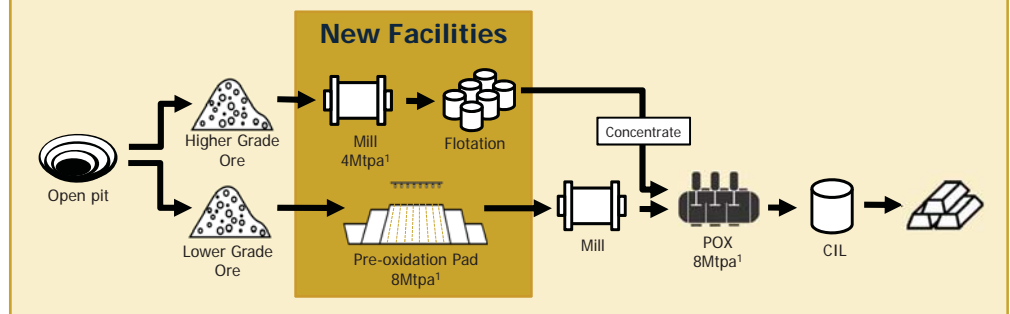 New Facilities
Higher Grade
Ore
Mill
4Mtpa¹
Flotation
Concentrate
Open pit
Lower Grade
Ore
Pre-oxidation Pad
8Mtpa¹
Mill
POX
8Mtpa¹
CIL